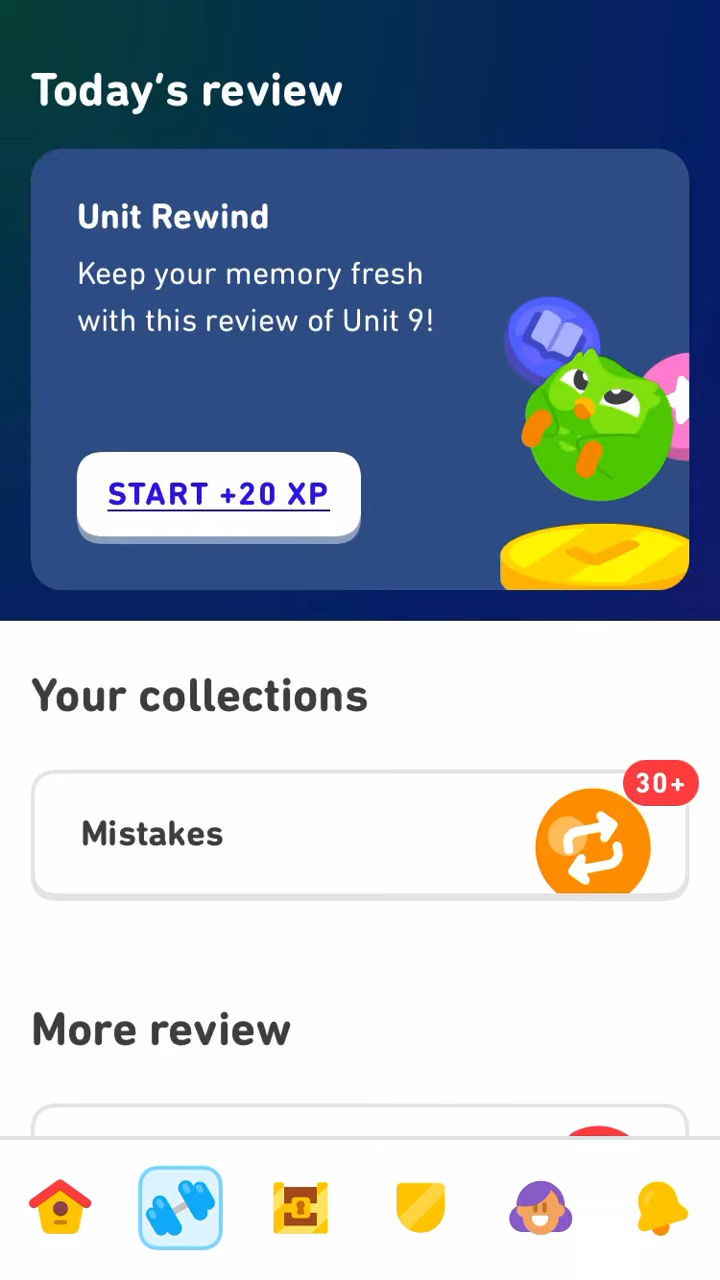 Today's review
Unit Rewind
Keep your memory fresh
with this review of Unit 9!
START +20 XP
Your collections
30+
Mistakes
More review